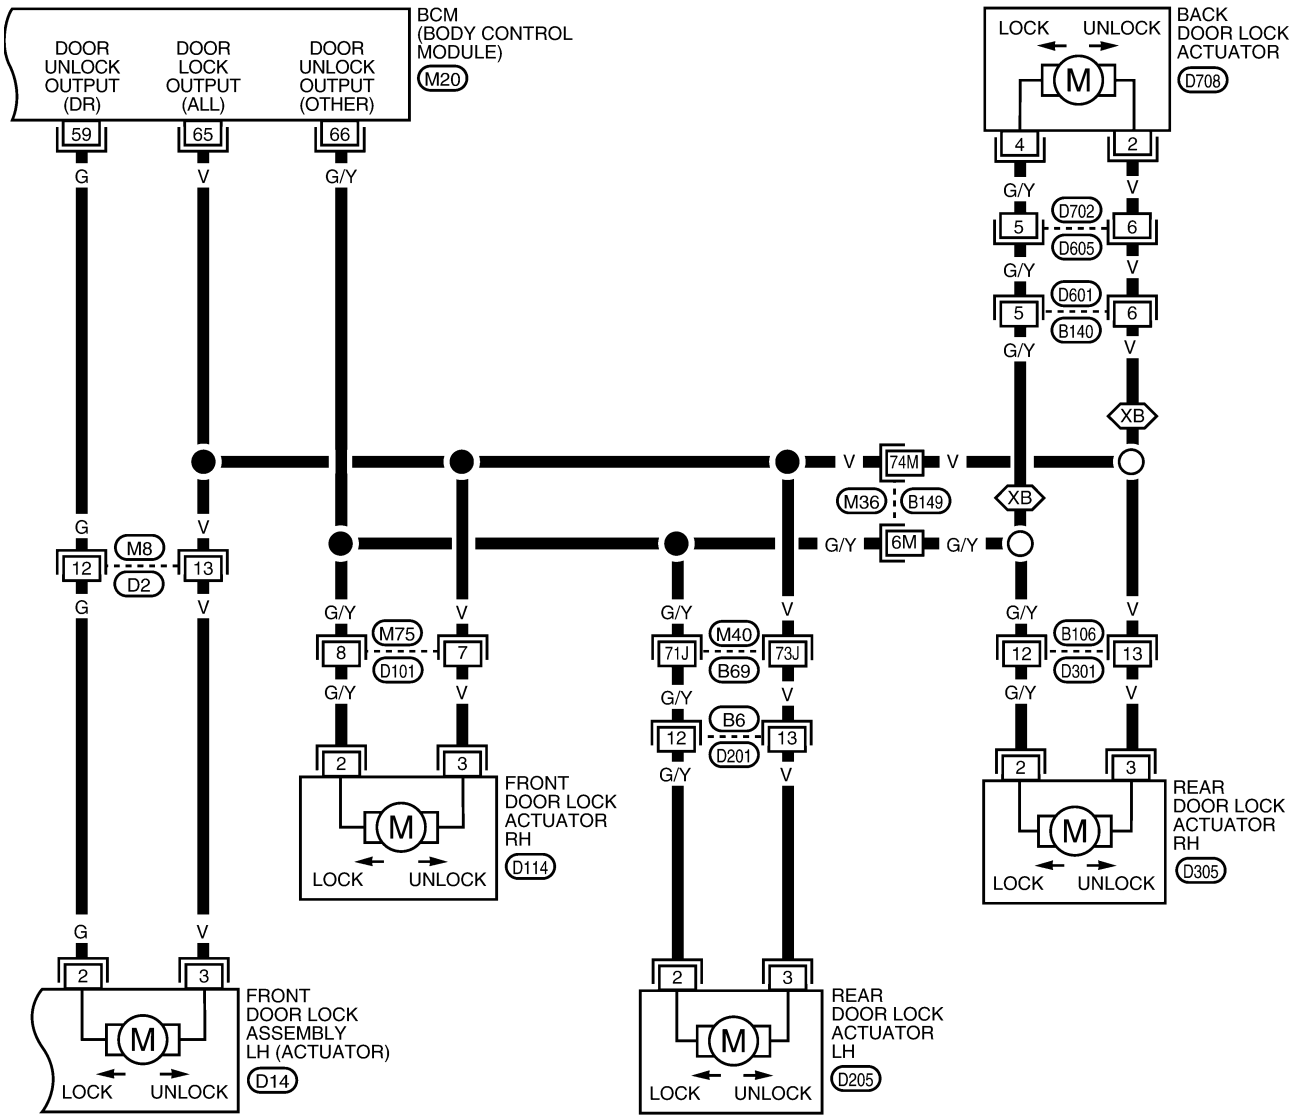 BCM
(BODY CONTROL
MODULE)
M20
DOOR
UNLOCK
OUTPUT
(DR)
DOOR
LOCK
OUTPUT
(ALL)
DOOR
UNLOCK
OUTPUT
(OTHER)
59
65
66
G
V
G/Y
LOCK
UNLOCK
M
BACK
DOOR LOCK
ACTUATOR
D708
4
2
G/Y
V
5
D702
D605
6
G/Y
V
5
D601
B140
6
G/Y
V
XB
V
74M
V
XB
M36
B149
G/Y
6M
G/Y
G
V
12
M8
D2
13
G
V
G/Y
V
8
M75
D101
7
G/Y
V
2
3
M
LOCK
UNLOCK
FRONT
DOOR LOCK
ACTUATOR
RH
D114
G/Y
V
71J
M40
B69
73J
G/Y
V
12
B6
D201
13
G/Y
V
G/Y
V
12
B106
D301
13
G/Y
V
2
3
M
LOCK
UNLOCK
REAR
DOOR LOCK
ACTUATOR
RH
D305
G
V
2
3
M
LOCK
UNLOCK
FRONT
DOOR LOCK
ASSEMBLY
LH (ACTUATOR)
D14
2
3
M
LOCK
UNLOCK
REAR
DOOR LOCK
ACTUATOR
LH
D205